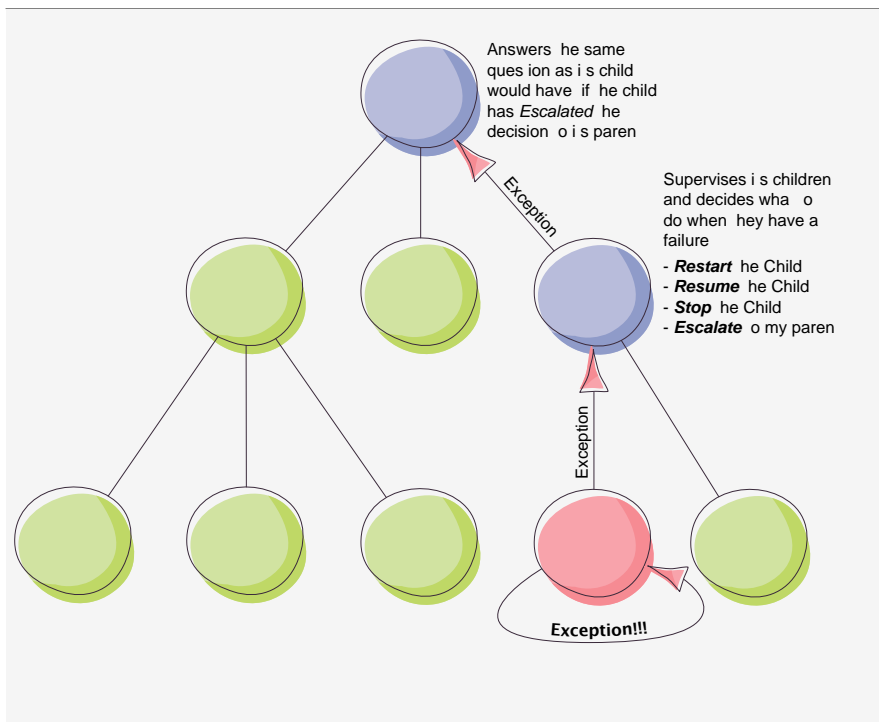 Answers he same
ques ion as i s child
would have if he child
has Escalated he
decision o i s paren
Exception
Supervises i s children
and decides wha o
do when hey have a
failure
- Restart he Child
- Resume he Child
- Stop he Child
- Escalate o my paren
Exception
Exception!!!